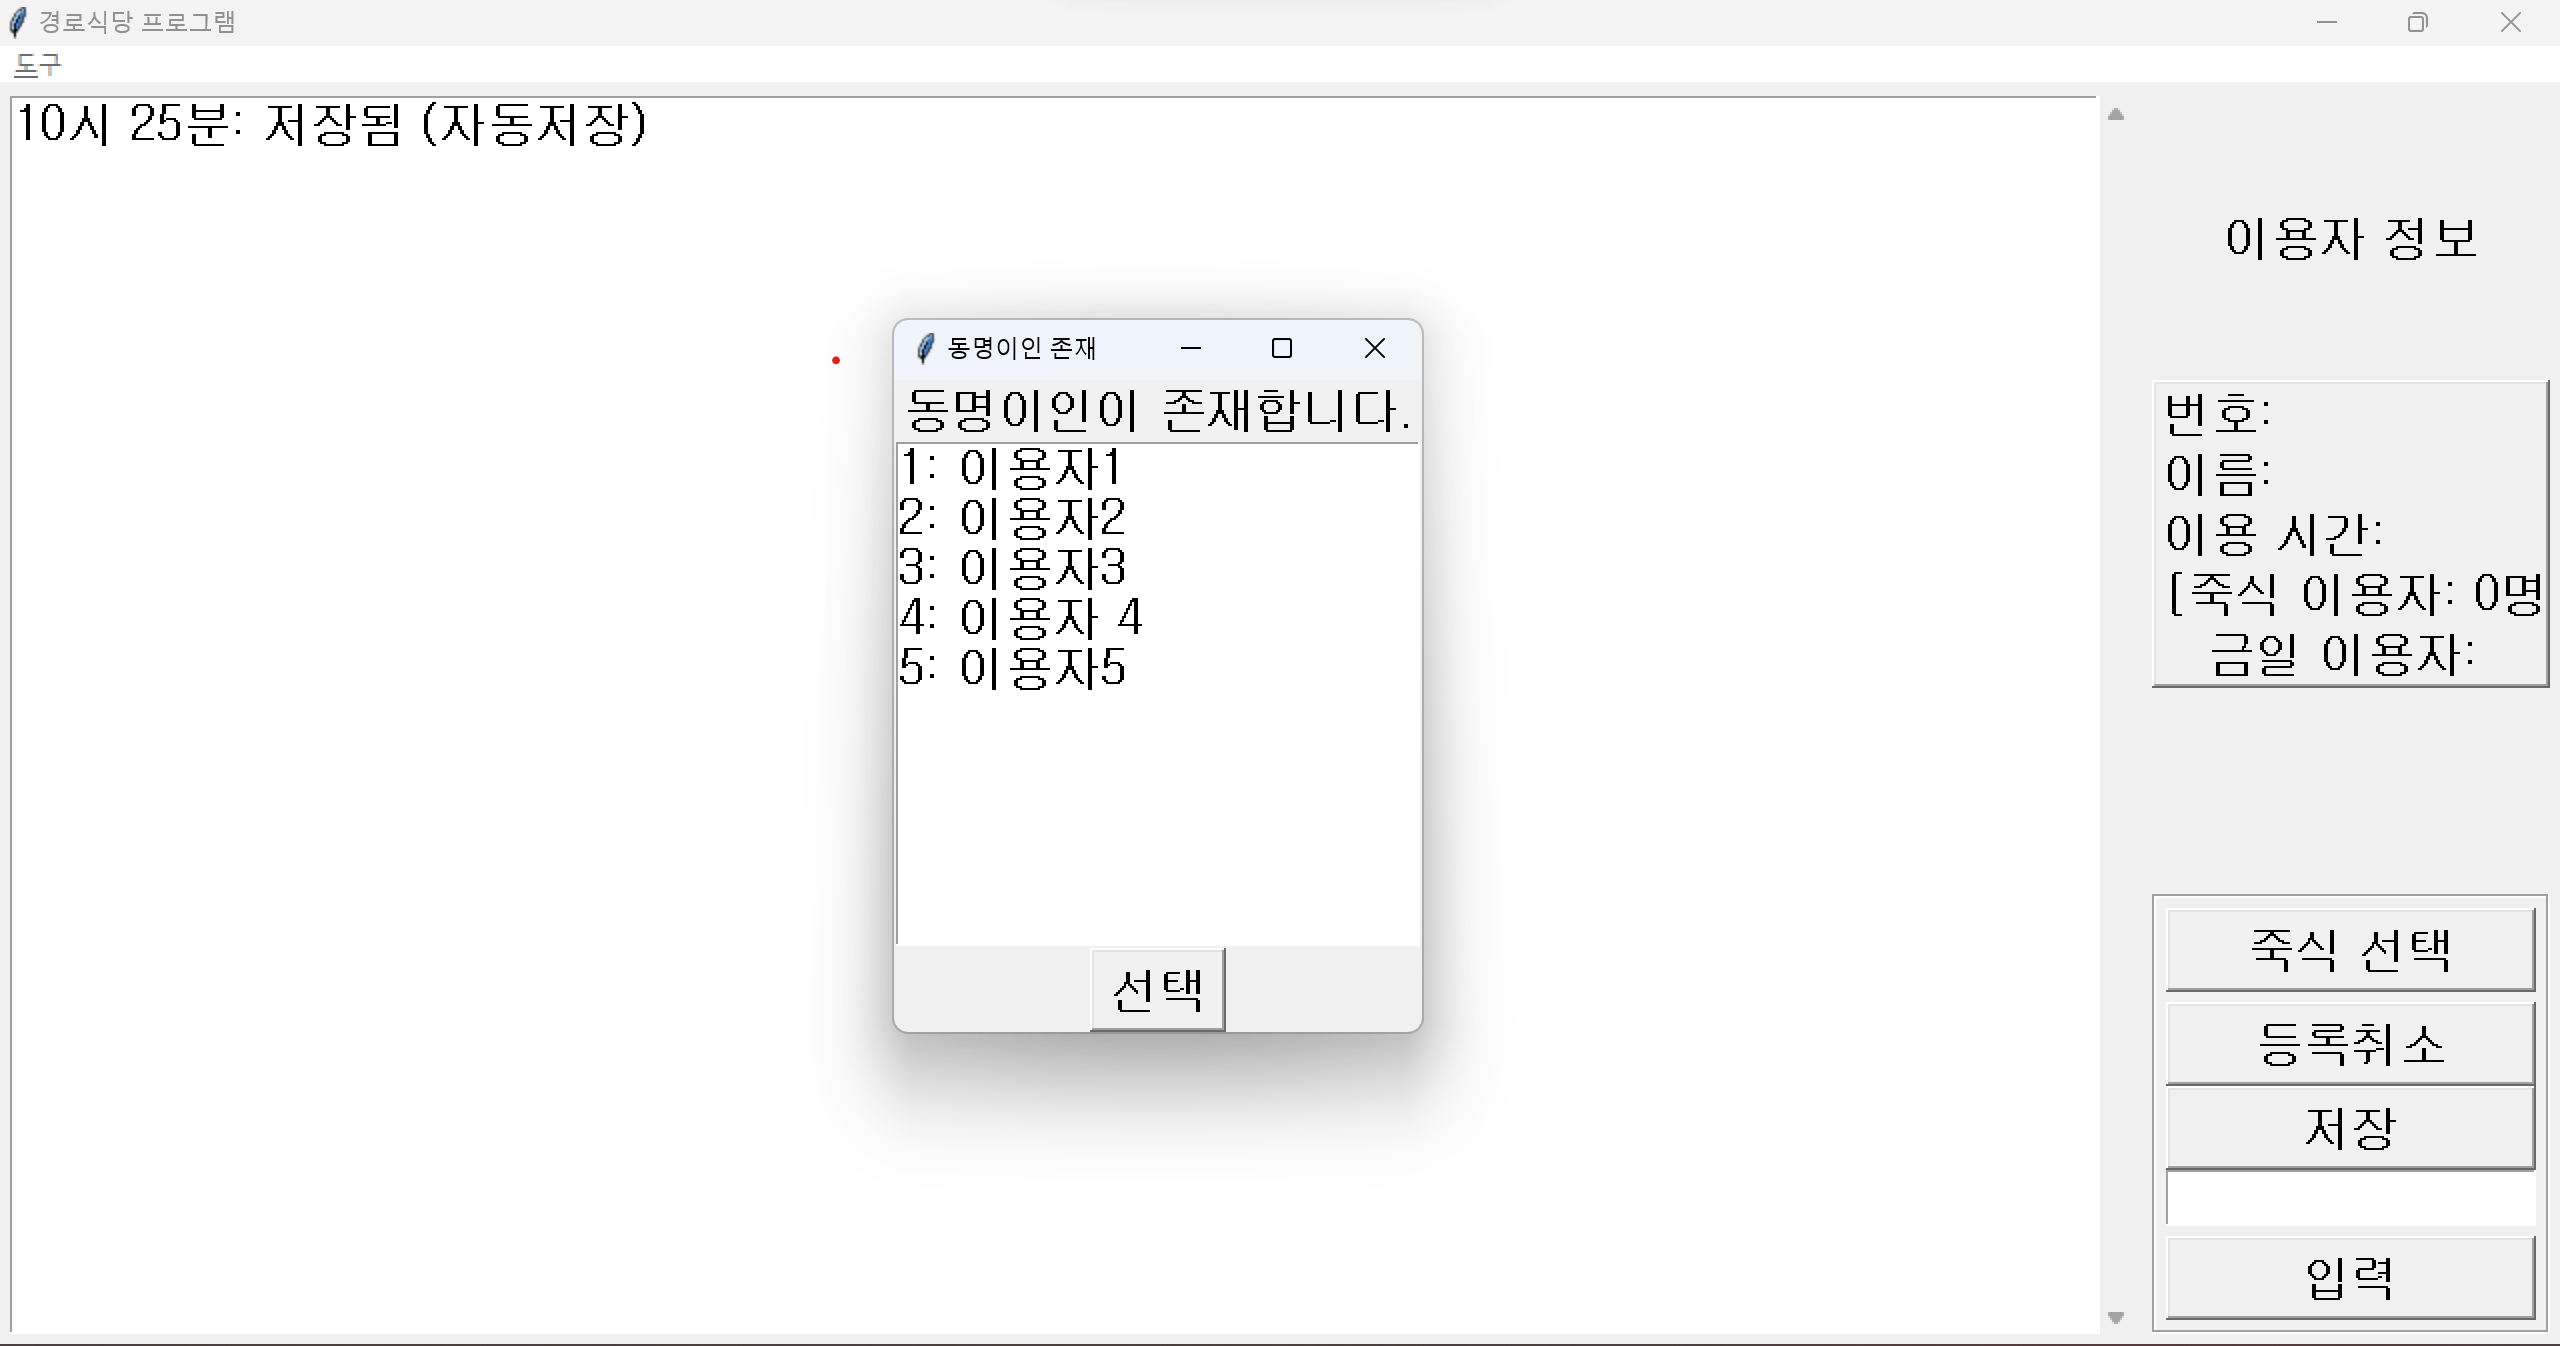 경로식당 프로그램
도구
10시 25분: 저장됨 (자동저장)
동명이인 존재
동명이인이 존재합니다.
1: 이용자1
2: 이용자2
3: 이용자3
4: 이용자 4
5: 이용자5
선택
이용자 정보
번호:
이름:
이용 시간:
[죽식 이용자: 0명
금일 이용자:
죽식 선택
등록취소
저장
입력